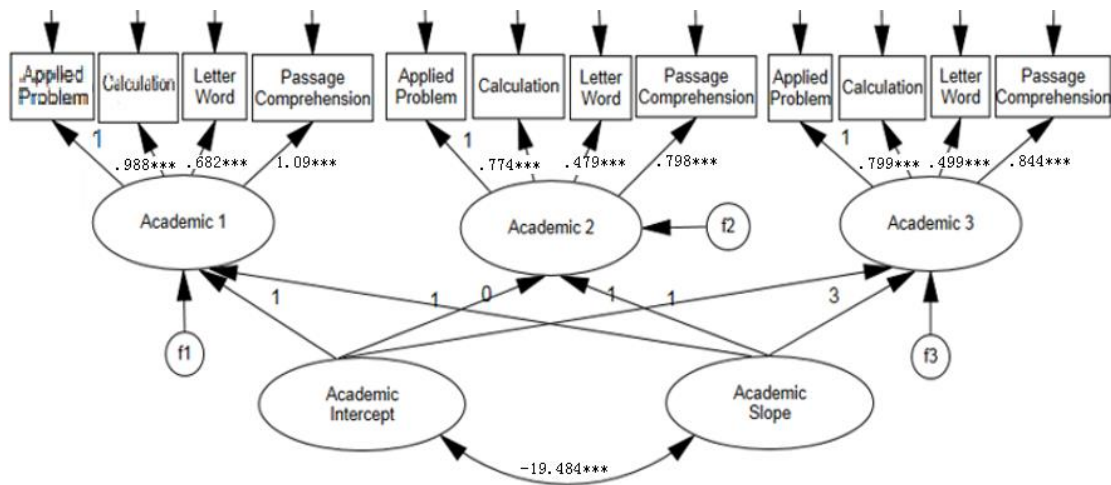 Applied Problem
Calculation
Letter Word
Passage Comprehension
Applied Problem
Calculation
Letter Word
Passage Comprehension
Applied Problem
Calculation
Letter Word
Passage Comprehension
1
.988***
.682***
1.09***
1
.774***
.479***
.798***
1
.799***
.499***
.844***
Academic 1
Academic 2
f2
Academic 3
1
1
0
1
1
3
f1
f3
Academic
Intercept
Academic
Slope
-19.484***